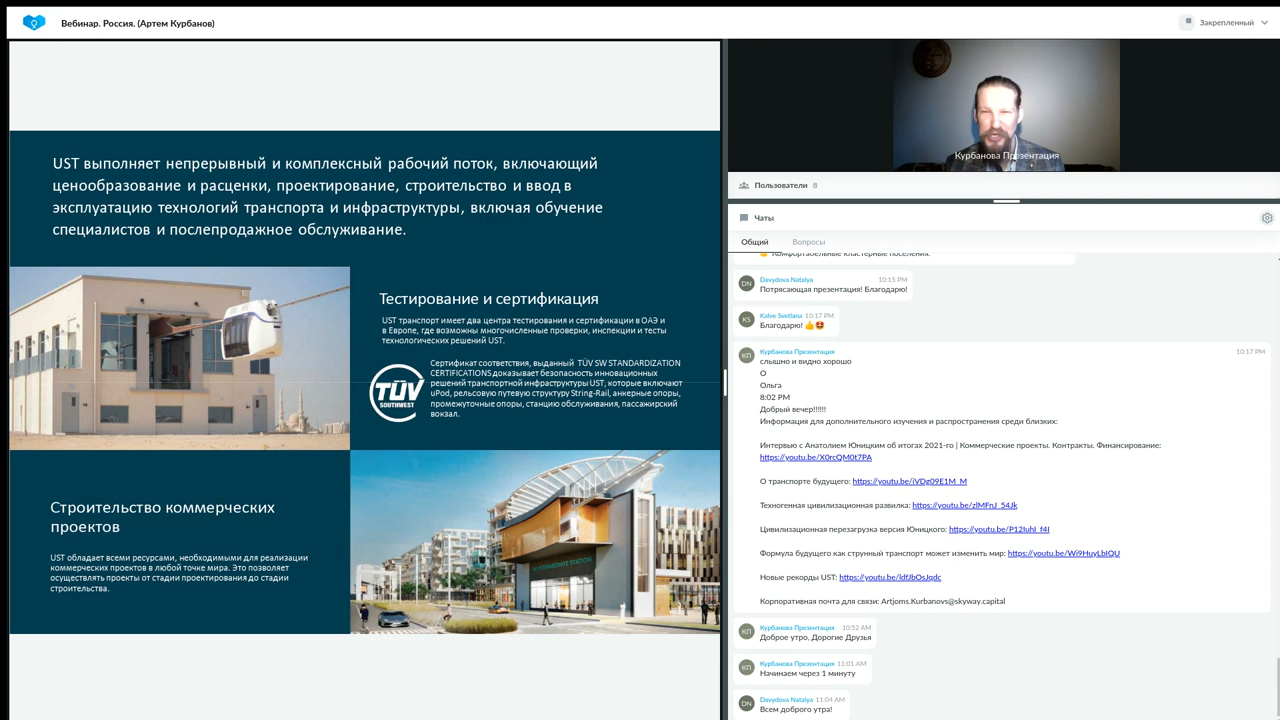 Вебинар. Россия. (Артем Курбанов)
Закрепленный
UST выполняет непрерывный и комплексный рабочий поток, включающий
ценообразование и расценки, проектирование, строительство и ввод в
эксплуатацию технологий транспорта и инфраструктуры, включая обучение
специалистов и послепродажное обслуживание.
Тестирование и сертификация
UST транспорт имеет два центра тестирования и сертификации в ОАЭ и
в Европе, где возможны многочисленные проверки, инспекции и тесты
технологических решений UST.
TÜV
SOUTHWEST
Сертификат соответствия, выданный TÜV SW STANDARDIZATION
CERTIFICATIONS доказывает безопасность инновационных
решений транспортной инфраструктуры UST, которые включают
uPod, рельсовую путевую структуру String-Rail, анкерные опоры,
промежуточные опоры, станцию обслуживания, пассажирский
вокзал.
Строительство коммерческих
проектов
UST обладает всеми ресурсами, необходимыми для реализации
коммерческих проектов в любой точке мира. Это позволяет
осуществлять проекты от стадии проектирования до стадии
строительства.
INTERMEDIATE STATION
Курбанова Презентация
Пользователи 8
Чаты
Общий Вопросы
Комфортабельные кластерные поселения.
DN Davydova Natalya 10:15 PM
Потрясающая презентация! Благодарю!
KS Kalve Svetlana 10:17 PM
Благодарю! 👍🤩
КП Курбанова Презентация 10:17 PM
слышно и видно хорошо
О
Ольга
8:02 PM
Добрый вечер!!!!!!
Информация для дополнительного изучения и распространения среди близких:
Интервью с Анатолием Юницким об итогах 2021-го | Коммерческие проекты. Контракты. Финансирование:
https://youtu.be/X0rcQM0t7PA
О транспорте будущего: https://youtu.be/iVDg09E1M_M
Техногенная цивилизационная развилка: https://youtu.be/zlMFnJ_54Jk
Цивилизационная перезагрузка версия Юницкого: https://youtu.be/P12IuhI_f4I
Формула будущего как струнный транспорт может изменить мир: https://youtu.be/Wi9HuyLbIQU
Новые рекорды UST: https://youtu.be/ldfJbOsJqdc
Корпоративная почта для связи: Artjoms.Kurbanovs@skyway.capital
КП Курбанова Презентация 10:52 AM
Доброе утро, Дорогие Друзья
КП Курбанова Презентация 11:01 AM
Начинаем через 1 минуту
DN Davydova Natalya 11:04 AM
Всем доброго утра!